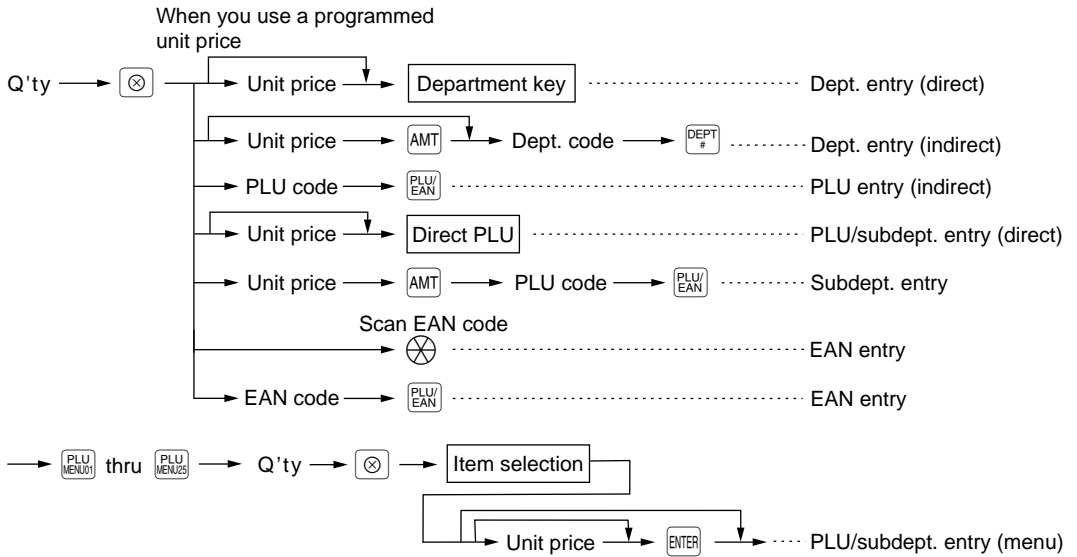 When you use a programmed
unit price
Q'ty ⊗ Unit price Department key Dept. entry (direct)
Unit price AMT Dept. code DEPT # Dept. entry (indirect)
PLU code PLU/EAN PLU entry (indirect)
Unit price Direct PLU PLU/subdept. entry (direct)
Unit price AMT PLU code PLU/EAN Subdept. entry
Scan EAN code
EAN entry
EAN code PLU/EAN EAN entry
PLU MENU01 thru PLU MENU25 Q'ty ⊗ Item selection
Unit price ENTER PLU/subdept. entry (menu)